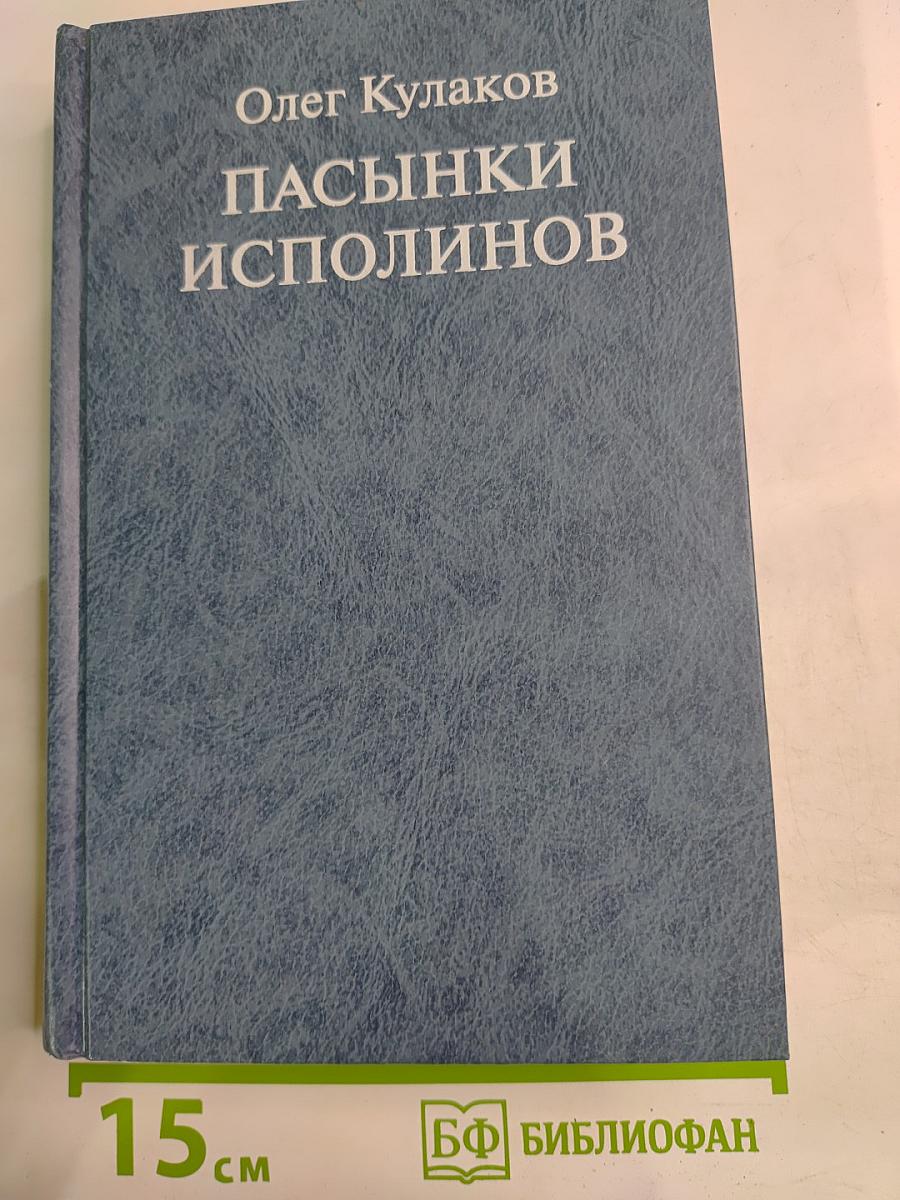 Олег Кулаков
ПАСЫНКИ
ИСПОЛИНОВ
15 см
БФ БИБЛИОФАН